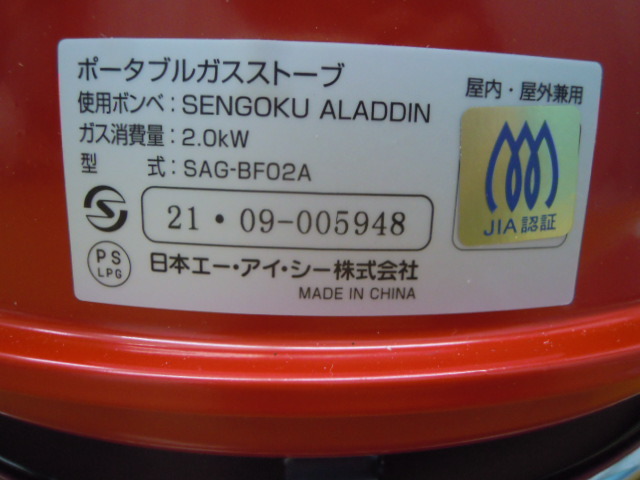 ポータブルガスストーブ
屋内・屋外兼用
使用ボンベ：SENGOKU ALADDIN
ガス消費量：2.0kW
型　　式：SAG-BF02A
JIA認証
21・09-005948
PS
LPG
日本エー・アイ・シー株式会社
MADE IN CHINA